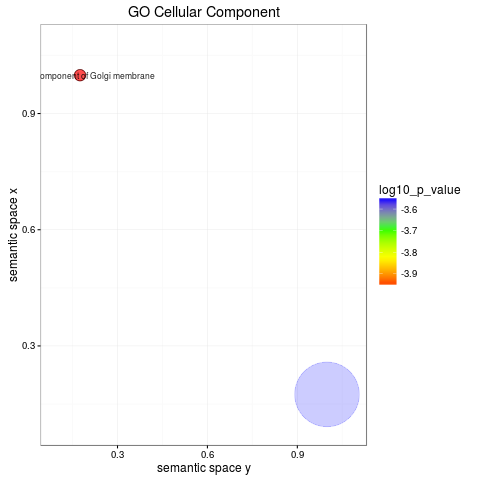 GO Cellular Component
omponent of Golgi membrane
0.9
0.6
0.3
semantic space x
0.3
0.6
0.9
semantic space y
log10_p_value
-3.6
-3.7
-3.8
-3.9